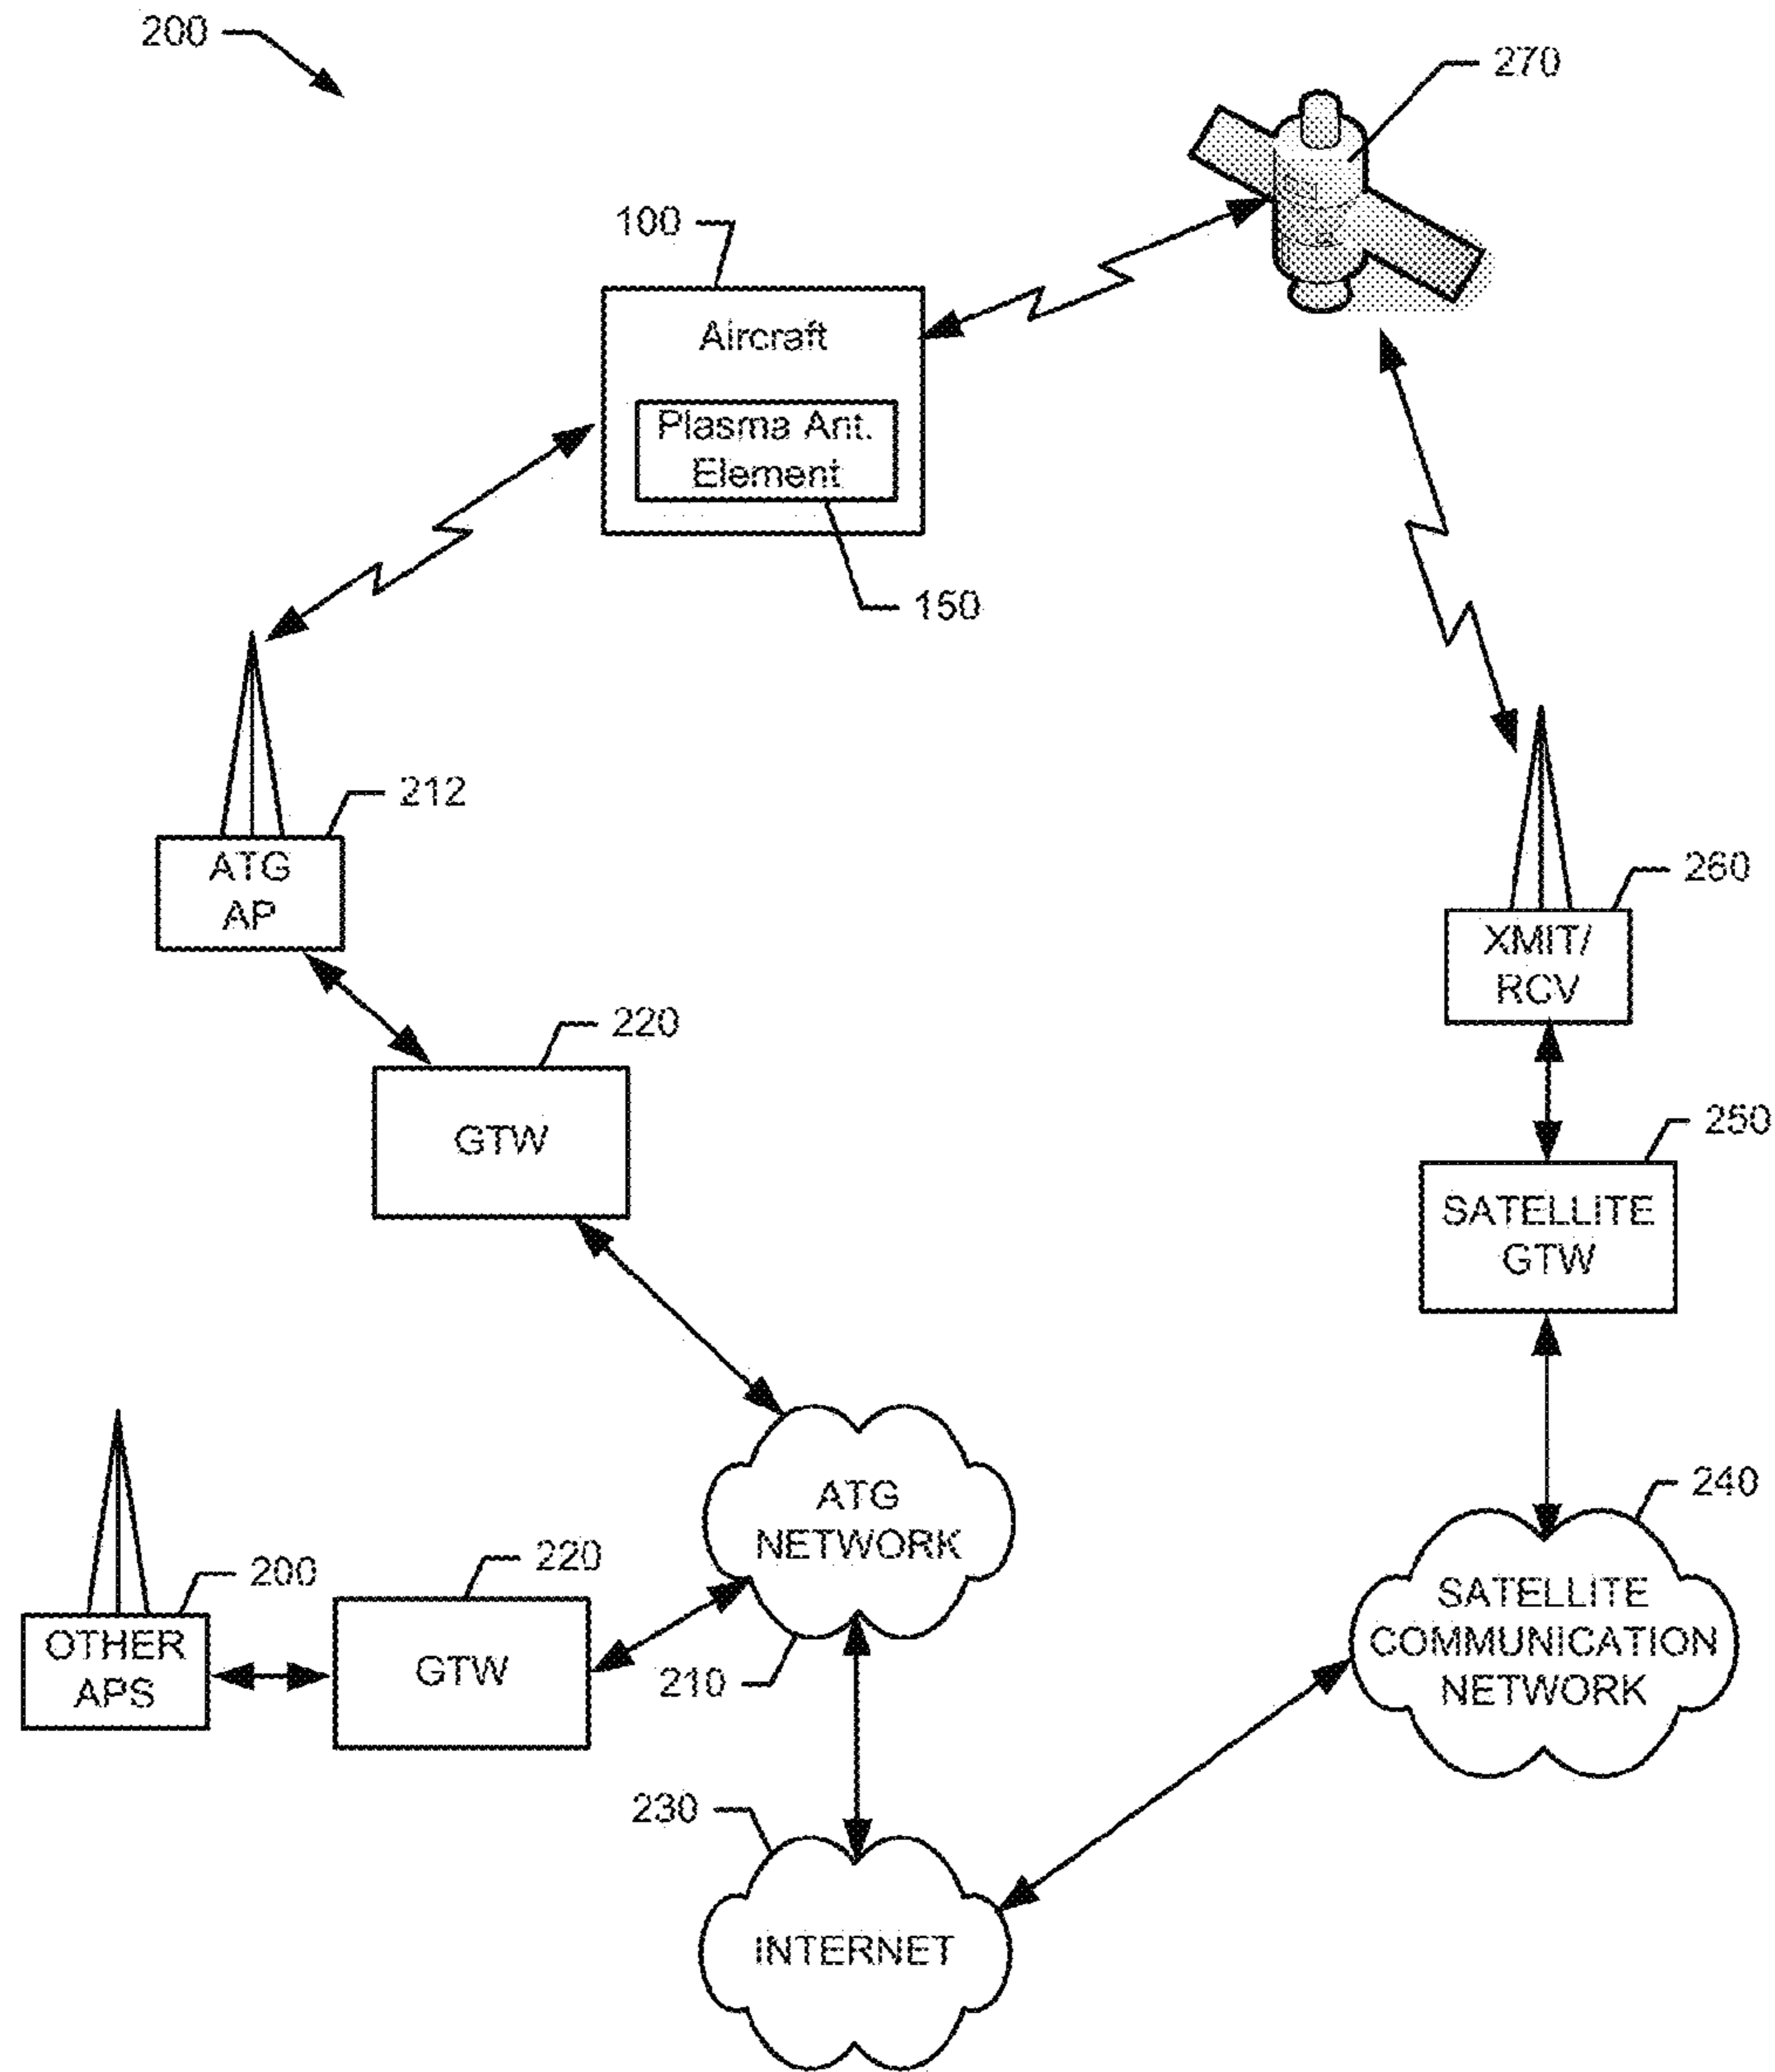 200
270
100
Aircraft
Plasma Ant.
Element
150
212
ATG
AP
260
XMIT/
RCV
220
GTW
250
SATELLITE
GTW
ATG
NETWORK
240
220
200
OTHER
APS
GTW
210
SATELLITE
COMMUNICATION
NETWORK
230
INTERNET